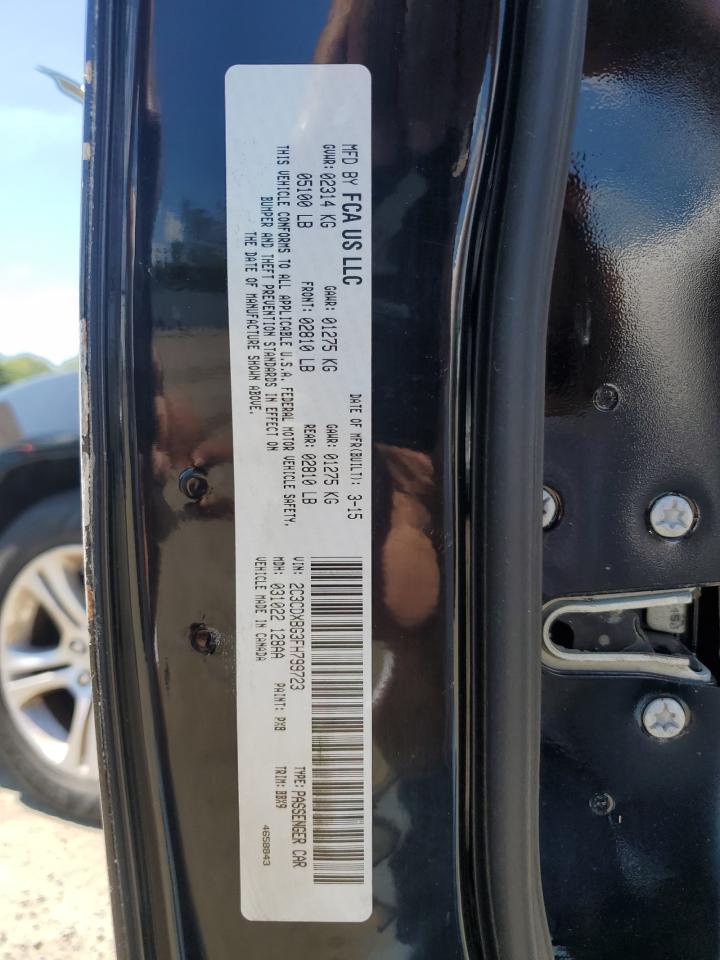 MFD BY FCA US LLC
DATE OF MFR(BUILT): 3-15
GVWR: 02314 KG GAWR: 01275 KG GAWR: 01275 KG
05100 LB FRONT: 02810 LB REAR: 02810 LB
THIS VEHICLE CONFORMS TO ALL APPLICABLE U.S.A. FEDERAL MOTOR VEHICLE SAFETY,
BUMPER AND THEFT PREVENTION STANDARDS IN EFFECT ON
THE DATE OF MANUFACTURE SHOWN ABOVE.
VIN: 2C3CDXBG3FH799723 TYPE: PASSENGER CAR
MDH: 031022 128AA PAINT: PX8 TRIM: BBX9
VEHICLE MADE IN CANADA
4658843